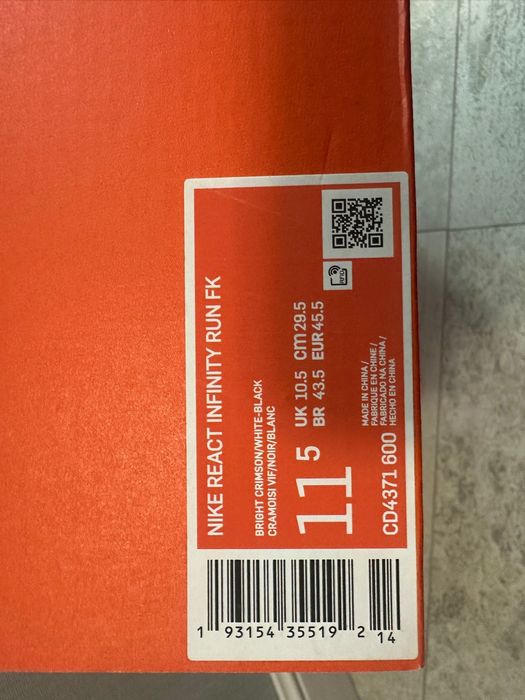 NIKE REACT INFINITY RUN FK
BRIGHT CRIMSON/WHITE-BLACK
CRAMOISI VIF/NOIR/BLANC
11 5
UK 10.5 cm 29.5
BR 43.5 EUR 45.5
RFID
MADE IN CHINA /
FABRIQUE EN CHINE /
FABRICADO NA CHINA /
HECHO EN CHINA
CD4371 600
1 93154 35519 2 14